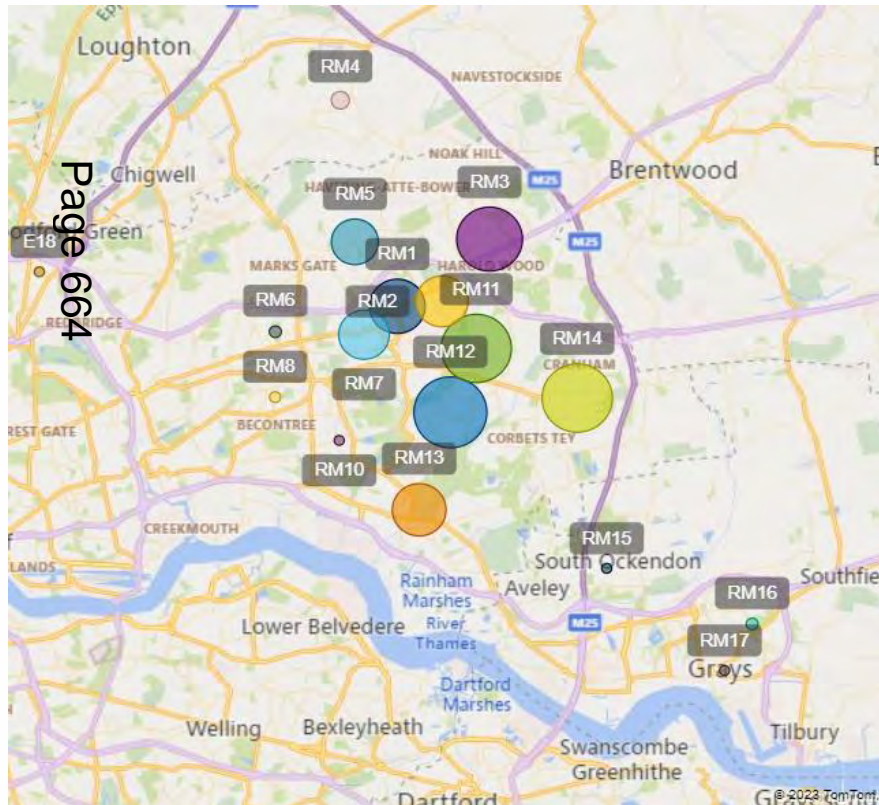 Loughton
RM4
NAVESTOCKSIDE
NOAK HILL
Brentwood
M25
Chigwell
RM5
RM3
Page 664
E18
RM1
M25
MARKS GATE
HAROLD WOOD
RM6
RM2
RM11
REDBRIDGE
RM12
RM14
CRANHAM
RM8
RM7
BECONTREE
CORBETS TEY
RM13
RM10
CREEKMOUTH
RM15
South Ockendon
Southfie
Aveley
Rainham
Marshes
River
Thames
RM16
Lower Belvedere
M25
RM17
Grays
Dartford
Marshes
Welling
Bexleyheath
Tilbury
Swanscombe
Greenhithe
Dartford
© 2023 TomTom